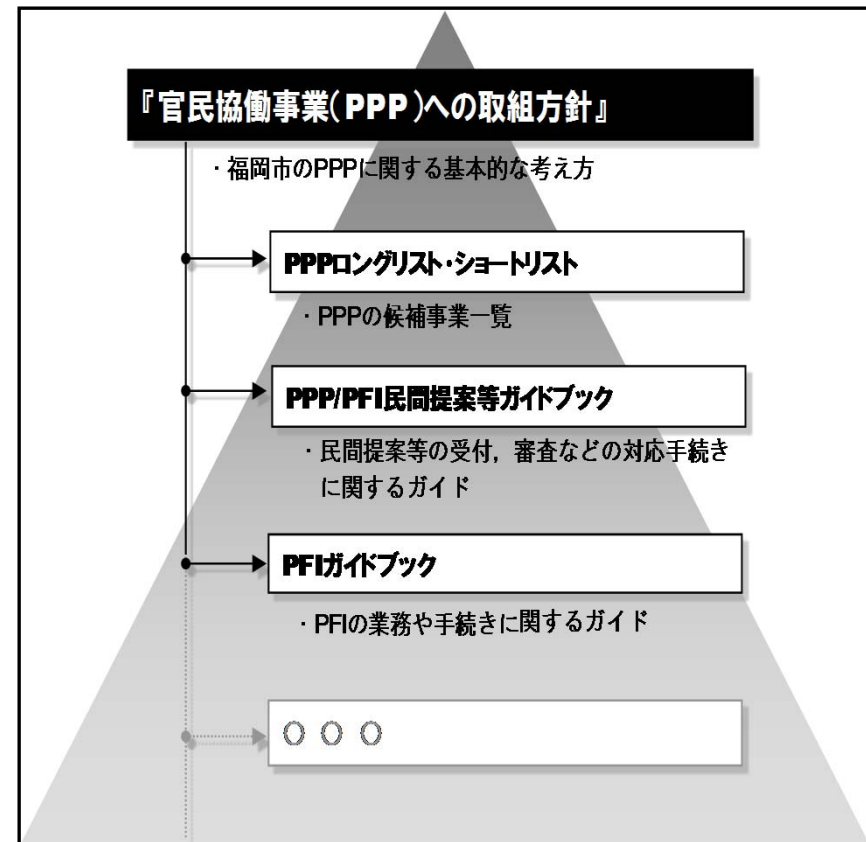 『官民協働事業(PPP)への取組方針』
・福岡市のPPPに関する基本的な考え方
PPPロングリスト・ショートリスト
・PPPの候補事業一覧
PPP/PFI民間提案等ガイドブック
・民間提案等の受付，審査などの対応手続き
に関するガイド
PFIガイドブック
・PFIの業務や手続きに関するガイド
○ ○ ○